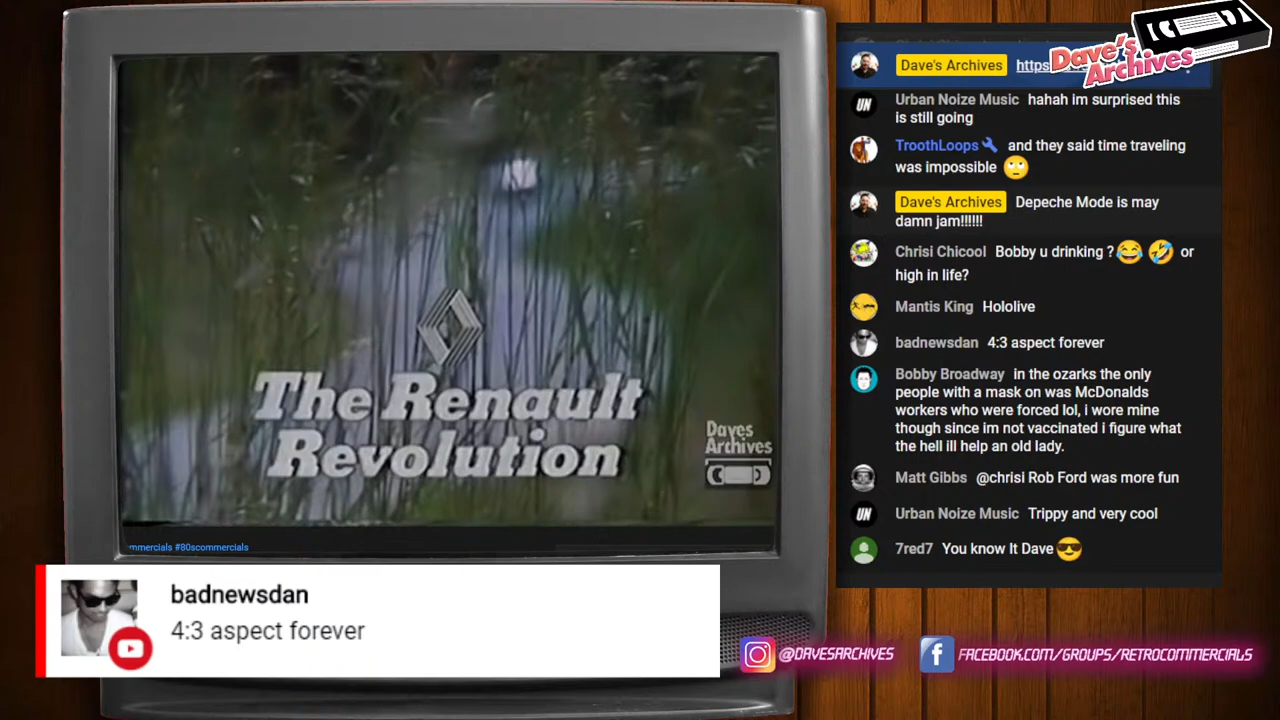 Dave's
Archives
Dave's Archives https
Urban Noize Music hahah im surprised this
is still going
TroothLoops and they said time traveling
was impossible 🙄
Dave's Archives Depeche Mode is may
damn jam!!!!!!
Chrisi Chicool Bobby u drinking ?😂 🤣 or
high in life?
Mantis King Hololive
badnewsdan 4:3 aspect forever
Bobby Broadway in the ozarks the only
people with a mask on was McDonalds
workers who were forced lol, i wore mine
though since im not vaccinated i figure what
the hell ill help an old lady.
Matt Gibbs @chrisi Rob Ford was more fun
Urban Noize Music Trippy and very cool
7red7 You know It Dave 😎
UN
UN
The Renault
Revolution
Daves
Archives
mmercials #80scommercials
badnewsdan
4:3 aspect forever
@DAVESARCHIVES
FACEBOOK.COM/GROUPS/RETROCOMMERCIALS